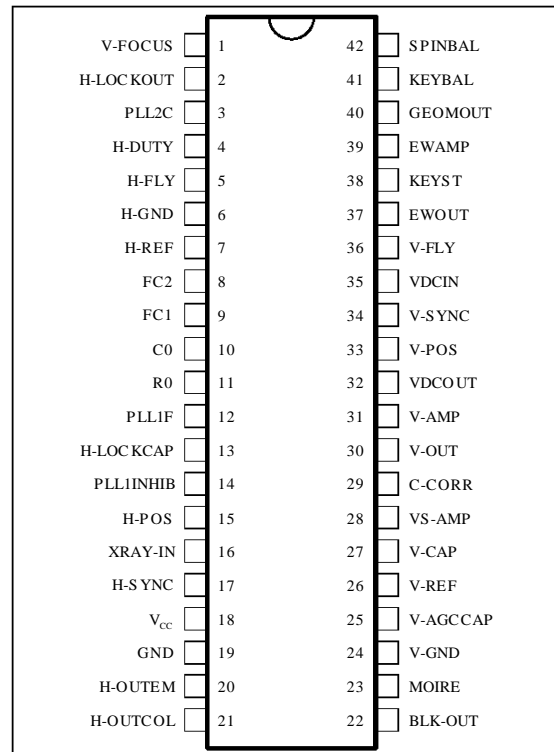 V-FOCUS 1 42 SPINBAL
H-LOCKOUT 2 41 KEYBAL
PLL2C 3 40 GEOMOUT
H-DUTY 4 39 EWAMP
H-FLY 5 38 KEYST
H-GND 6 37 EWOUT
H-REF 7 36 V-FLY
FC2 8 35 VDCIN
FC1 9 34 V-SYNC
C0 10 33 V-POS
R0 11 32 VDCOUT
PLL1F 12 31 V-AMP
H-LOCKCAP 13 30 V-OUT
PLL1INHIB 14 29 C-CORR
H-POS 15 28 VS-AMP
XRAY-IN 16 27 V-CAP
H-SYNC 17 26 V-REF
VCC 18 25 V-AGCCAP
GND 19 24 V-GND
H-OUTEM 20 23 MOIRE
H-OUTCOL 21 22 BLK-OUT